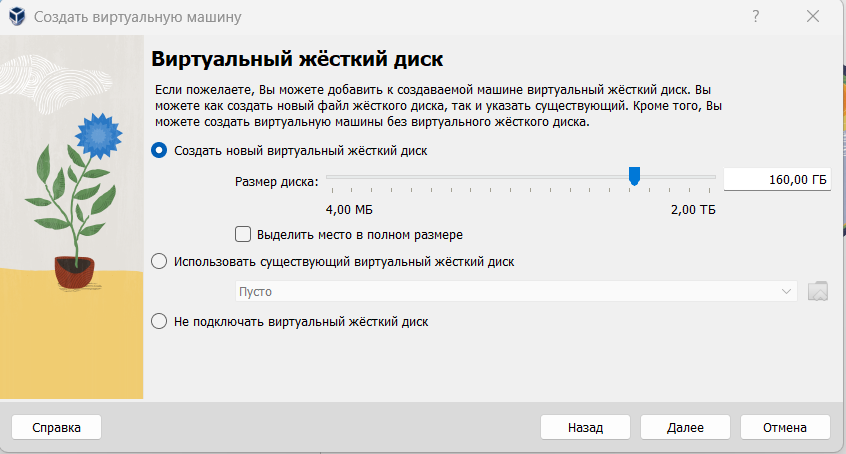 Создать виртуальную машину
?
Виртуальный жёсткий диск
Если пожелаете, Вы можете добавить к создаваемой машине виртуальный жёсткий диск. Вы
можете как создать новый файл жёсткого диска, так и указать существующий. Кроме того, Вы
можете создать виртуальную машины без виртуального жёсткого диска.
Создать новый виртуальный жёсткий диск
Размер диска: 160,00 ГБ
4,00 МБ 2,00 ТБ
Выделить место в полном размере
Использовать существующий виртуальный жёсткий диск
Пусто
Не подключать виртуальный жёсткий диск
Справка Назад Далее Отмена